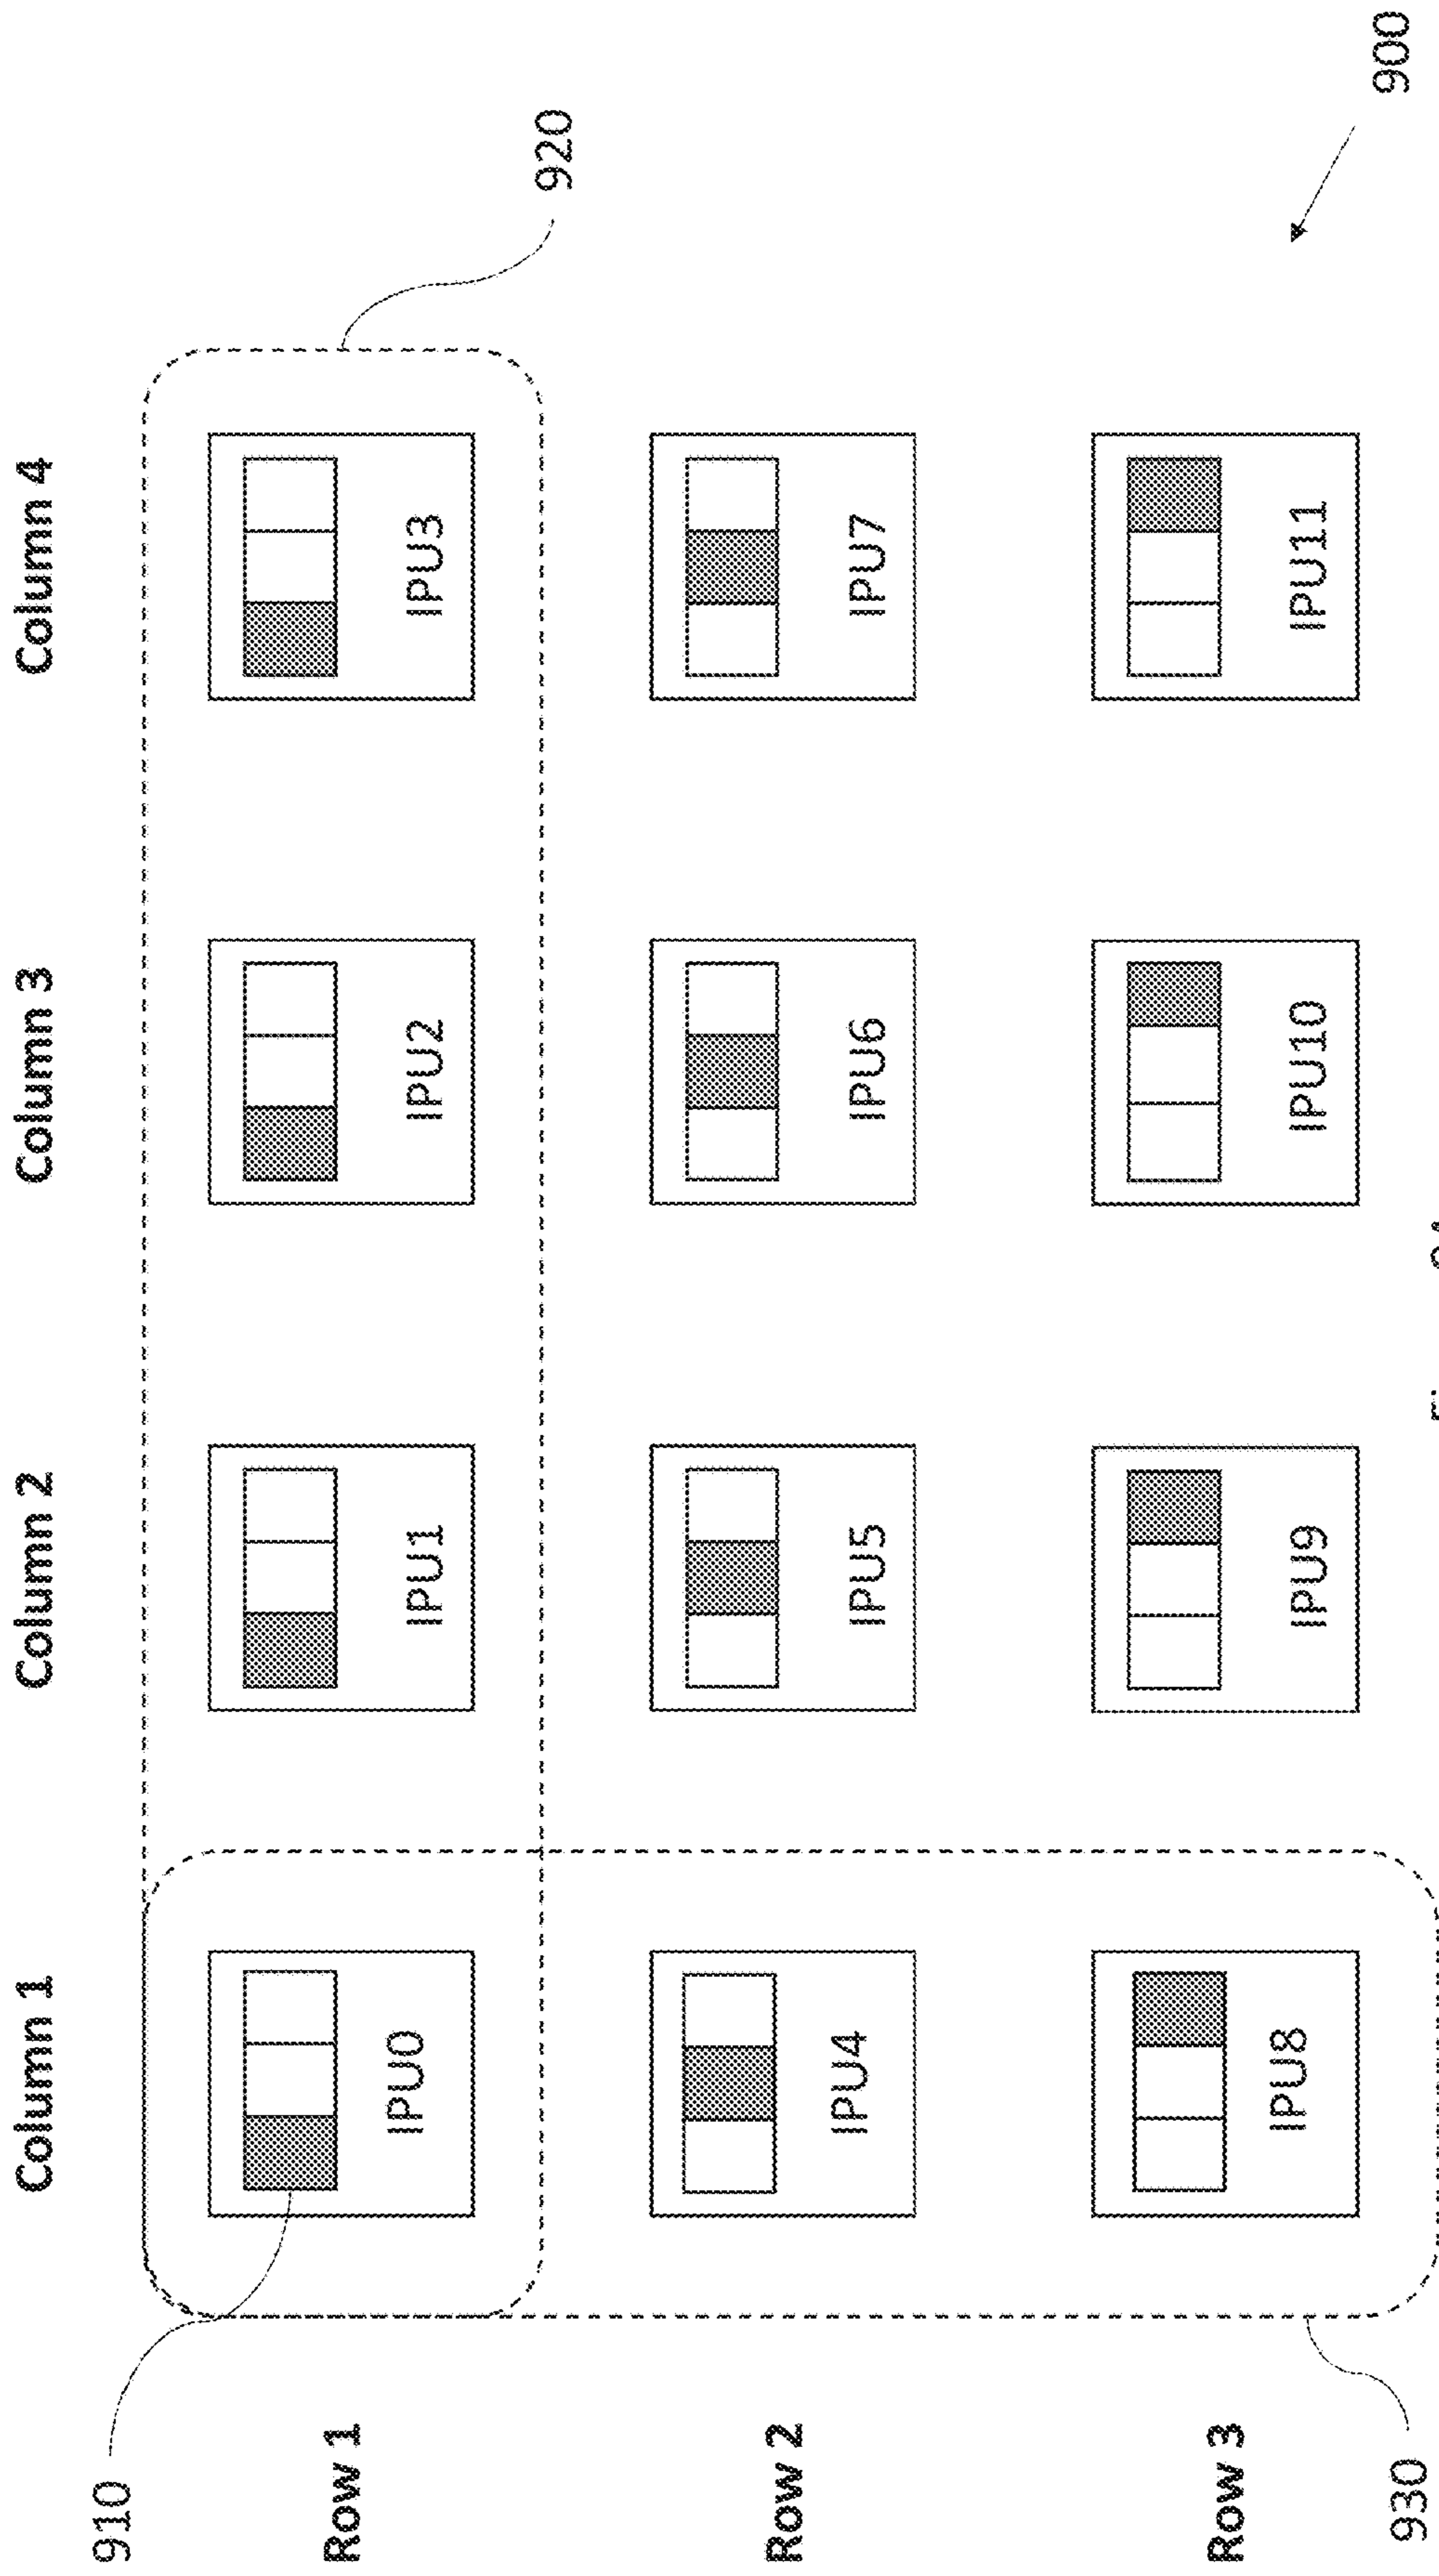 Column 1
Column 2
Column 3
Column 4
910
Row 1
IPU0
IPU1
IPU2
IPU3
920
Row 2
IPU4
IPU5
IPU6
IPU7
Row 3
IPU8
IPU9
IPU10
IPU11
930
900